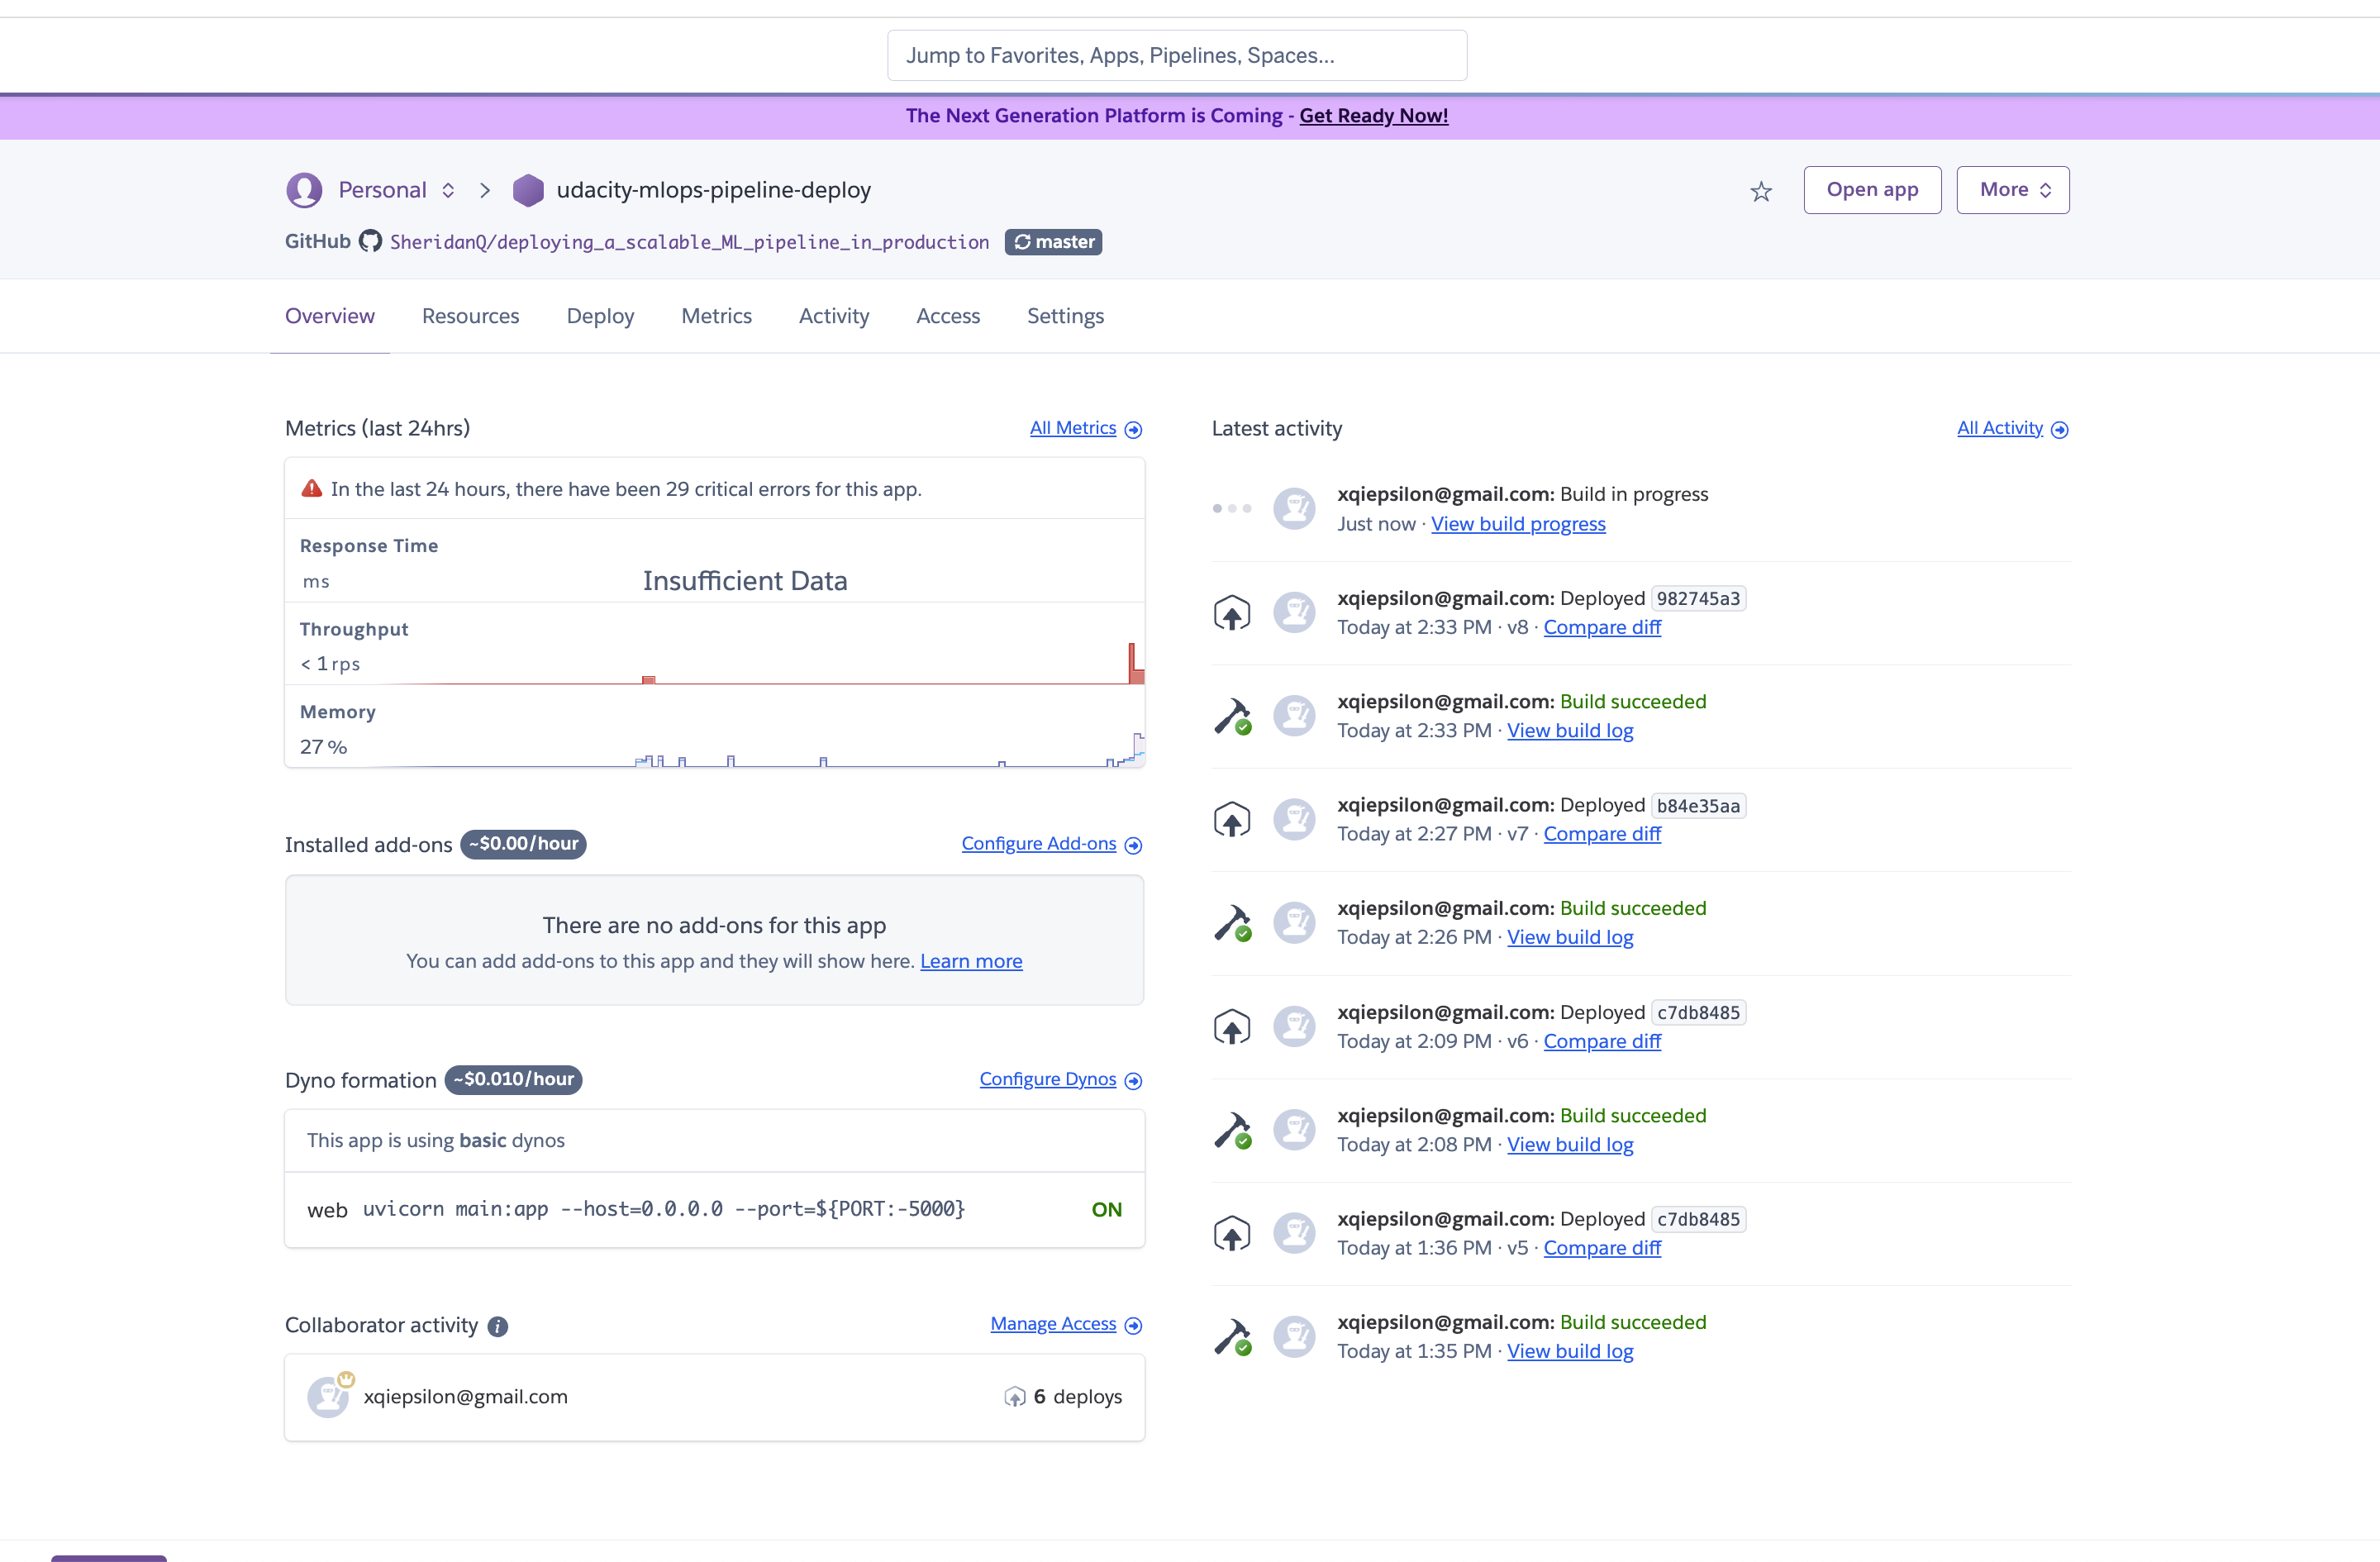 Jump to Favorites, Apps, Pipelines, Spaces...
The Next Generation Platform is Coming - Get Ready Now!
Personal udacity-mlops-pipeline-deploy
Open app
More
GitHub SheridanQ/deploying_a_scalable_ML_pipeline_in_production master
Overview Resources Deploy Metrics Activity Access Settings
Metrics (last 24hrs) All Metrics
In the last 24 hours, there have been 29 critical errors for this app.
Response Time
ms
Insufficient Data
Throughput
< 1 rps
Memory
27 %
Installed add-ons ~$0.00/hour Configure Add-ons
There are no add-ons for this app
You can add add-ons to this app and they will show here. Learn more
Dyno formation ~$0.010/hour Configure Dynos
This app is using basic dynos
web uvicorn main:app --host=0.0.0.0 --port=${PORT:-5000} ON
Collaborator activity Manage Access
xqiepsilon@gmail.com 6 deploys
Latest activity All Activity
xqiepsilon@gmail.com: Build in progress
Just now · View build progress
xqiepsilon@gmail.com: Deployed 982745a3
Today at 2:33 PM · v8 · Compare diff
xqiepsilon@gmail.com: Build succeeded
Today at 2:33 PM · View build log
xqiepsilon@gmail.com: Deployed b84e35aa
Today at 2:27 PM · v7 · Compare diff
xqiepsilon@gmail.com: Build succeeded
Today at 2:26 PM · View build log
xqiepsilon@gmail.com: Deployed c7db8485
Today at 2:09 PM · v6 · Compare diff
xqiepsilon@gmail.com: Build succeeded
Today at 2:08 PM · View build log
xqiepsilon@gmail.com: Deployed c7db8485
Today at 1:36 PM · v5 · Compare diff
xqiepsilon@gmail.com: Build succeeded
Today at 1:35 PM · View build log